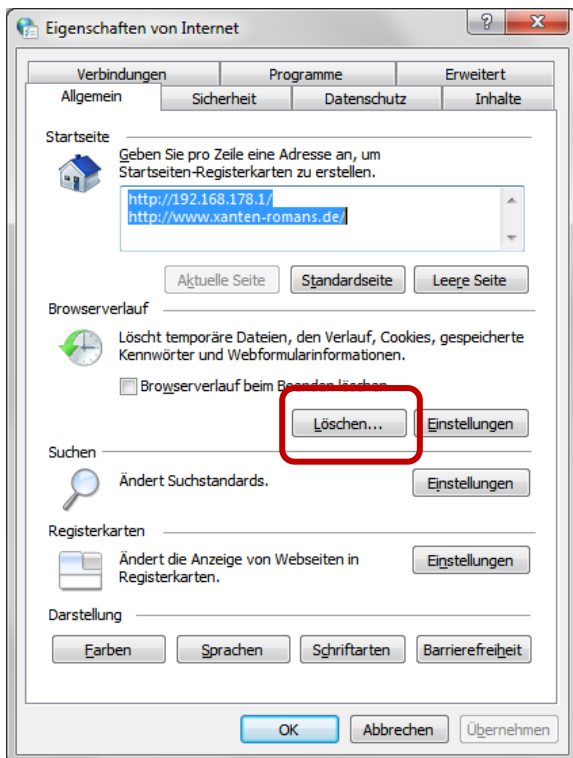 Eigenschaften von Internet
Verbindungen Programme Erweitert
Allgemein Sicherheit Datenschutz Inhalte
Startseite
Geben Sie pro Zeile eine Adresse an, um
Startseiten-Registerkarten zu erstellen.
http://192.168.178.1/
http://www.xanten-romans.de/
Aktuelle Seite Standardseite Leere Seite
Browserverlauf
Löscht temporäre Dateien, den Verlauf, Cookies, gespeicherte
Kennwörter und Webformularinformationen.
Browserverlauf beim Beenden löschen
Löschen... Einstellungen
Suchen
Ändert Suchstandards.
Einstellungen
Registerkarten
Ändert die Anzeige von Webseiten in
Registerkarten.
Einstellungen
Darstellung
Farben Sprachen Schriftarten Barrierefreiheit
OK Abbrechen Übernehmen